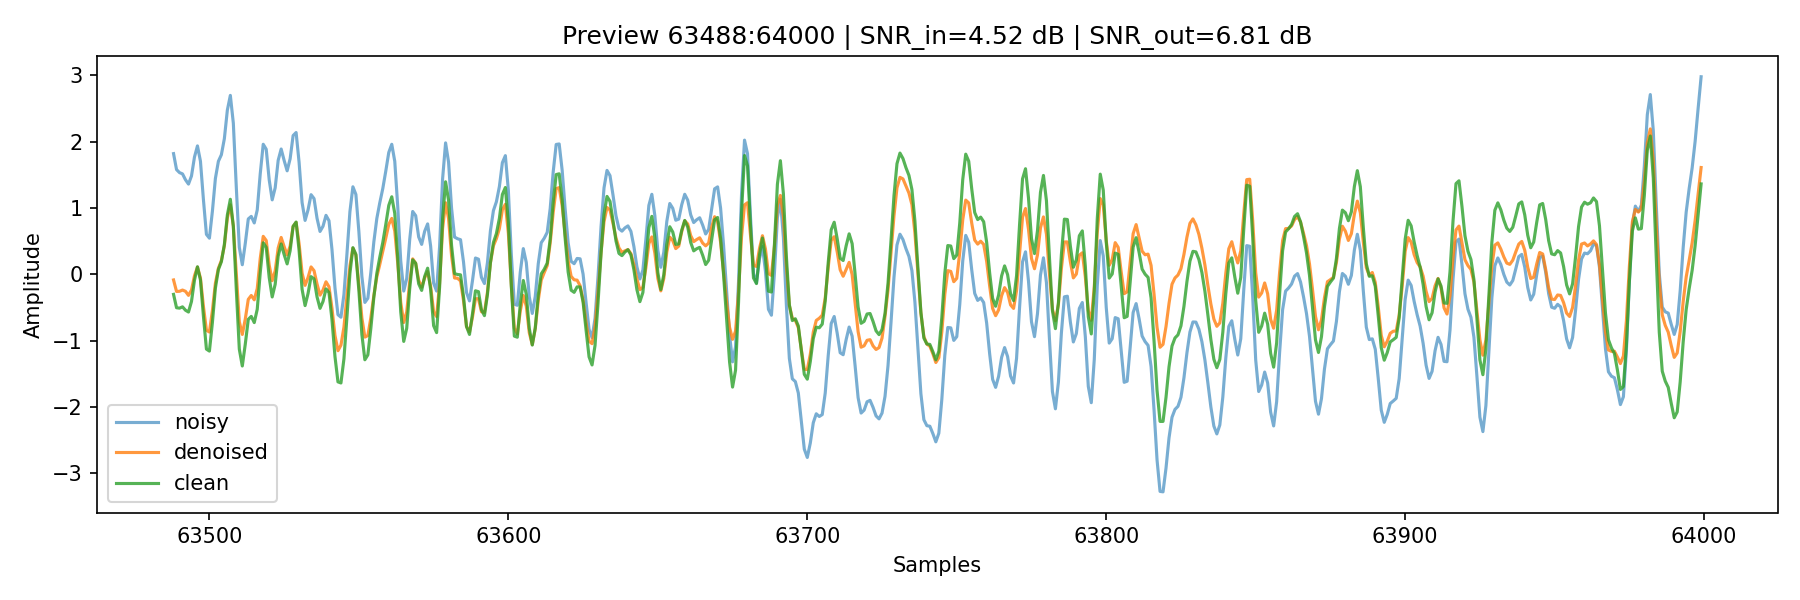 Preview 63488:64000 | SNR_in=4.52 dB | SNR_out=6.81 dB
Amplitude
3
2
1
0
−1
−2
−3
noisy
denoised
clean
63500 63600 63700 63800 63900 64000
Samples